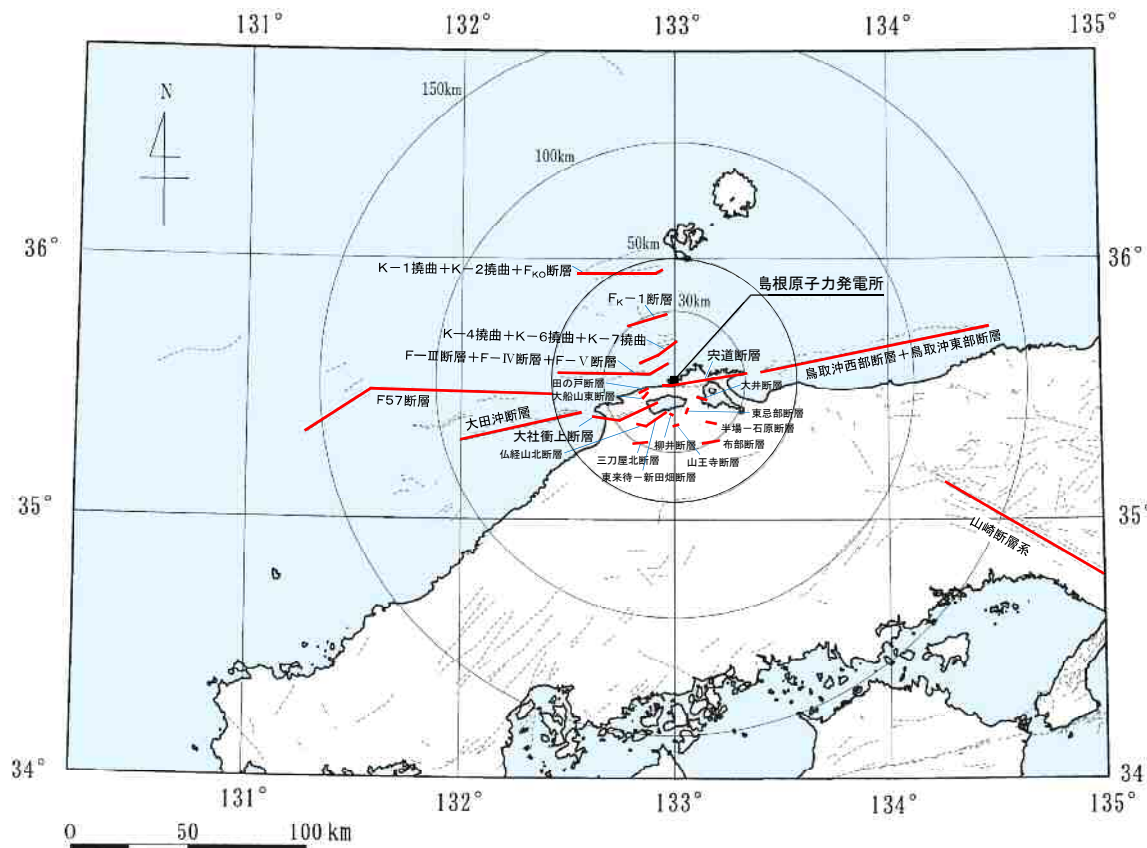 131°
132°
133°
134°
135°
150km
N
100km
36°
50km
36°
K-1撓曲+K-2撓曲+FKO断層
島根原子力発電所
30km
FK-1断層
K-4撓曲+K-6撓曲+K-7撓曲
鳥取沖西部断層+鳥取沖東部断層
F-Ⅲ断層+F-Ⅳ断層+F-Ⅴ断層
宍道断層
田の戸断層
大井断層
大船山東断層
F57断層
大田沖断層
東忌部断層
大社衝上断層
半場-石原断層
仏経山北断層
柳井断層
布部断層
三刀屋北断層
山王寺断層
東来待-新田畑断層
35°
35°
山崎断層系
34°
34
131°
132°
133°
134°
135°
0 50 100 km